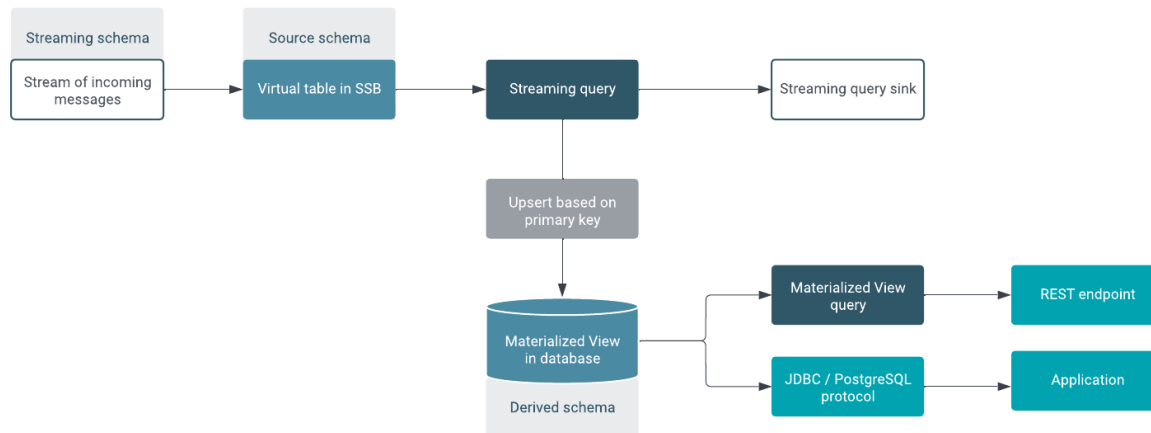 Streaming schema
Source schema
Stream of incoming
messages
Virtual table in SSB
Streaming query
Streaming query sink
Upsert based on
primary key
Materialized View
in database
Derived schema
Materialized View
query
REST endpoint
JDBC / PostgreSQL
protocol
Application